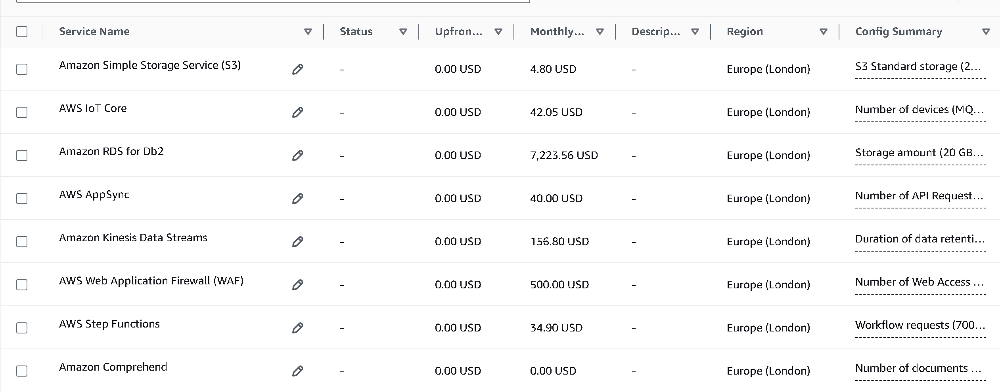 Service Name Status Upfron... Monthly... Descrip... Region Config Summary
Amazon Simple Storage Service (S3) - 0.00 USD 4.80 USD - Europe (London) S3 Standard storage (2...
AWS IoT Core - 0.00 USD 42.05 USD - Europe (London) Number of devices (MQ...
Amazon RDS for Db2 - 0.00 USD 7,223.56 USD - Europe (London) Storage amount (20 GB...
AWS AppSync - 0.00 USD 40.00 USD - Europe (London) Number of API Request...
Amazon Kinesis Data Streams - 0.00 USD 156.80 USD - Europe (London) Duration of data retenti...
AWS Web Application Firewall (WAF) - 0.00 USD 500.00 USD - Europe (London) Number of Web Access ...
AWS Step Functions - 0.00 USD 34.90 USD - Europe (London) Workflow requests (700...
Amazon Comprehend - 0.00 USD 0.00 USD - Europe (London) Number of documents ...